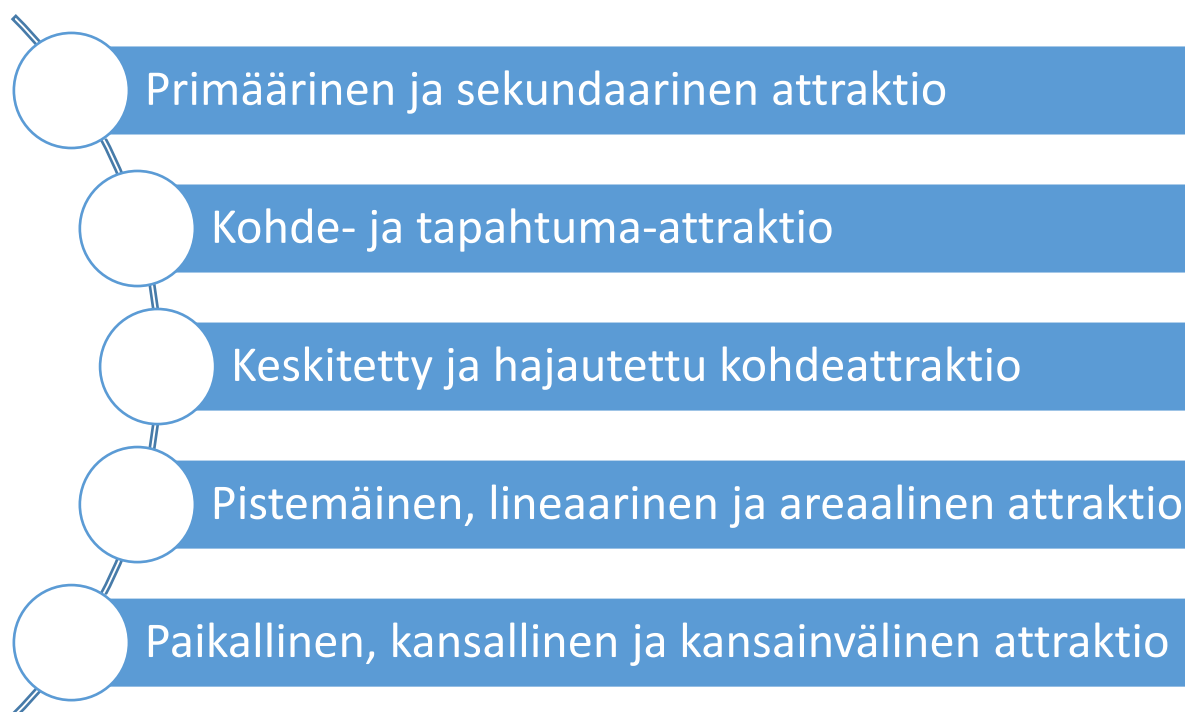 Primäärinen ja sekundaarinen attraktio
Kohde- ja tapahtuma-attraktio
Keskitetty ja hajautettu kohdeattraktio
Pistemäinen, lineaarinen ja areaalinen attraktio
Paikallinen, kansallinen ja kansainvälinen attraktio